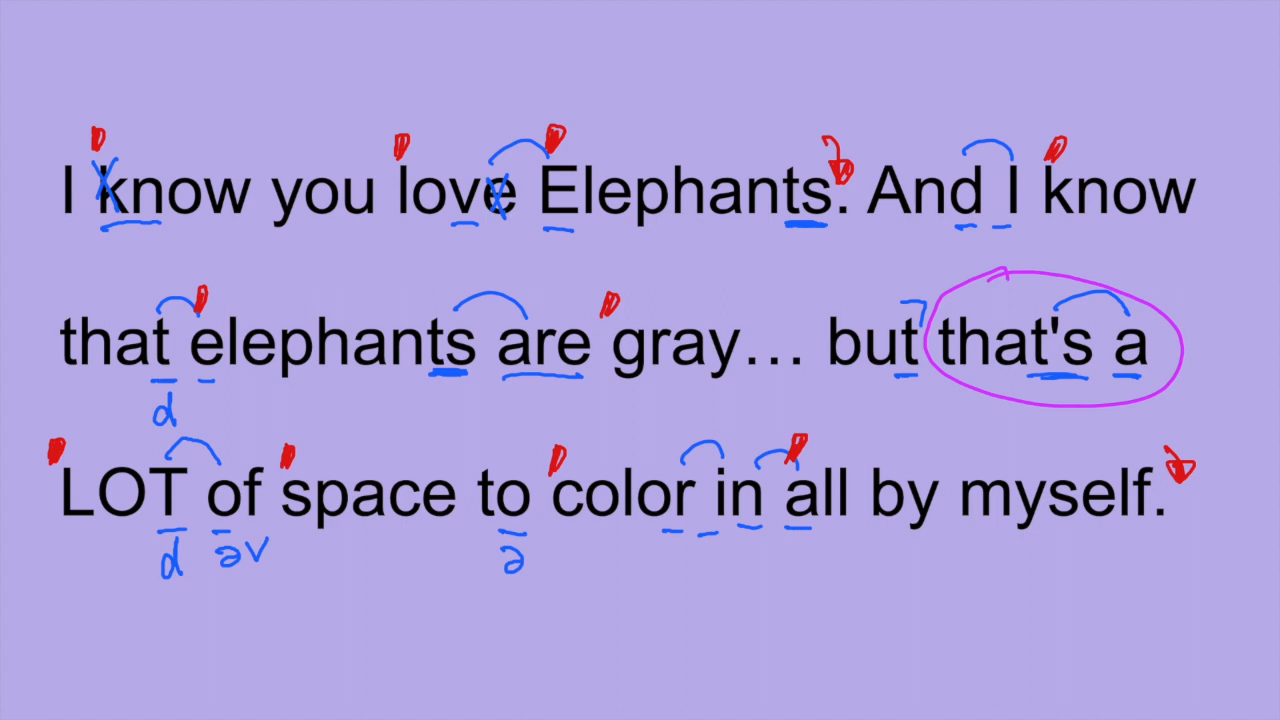 I know you love Elephants. And I know
that elephants are gray... but that's a
d
LOT of space to color in all by myself.
d əv ə